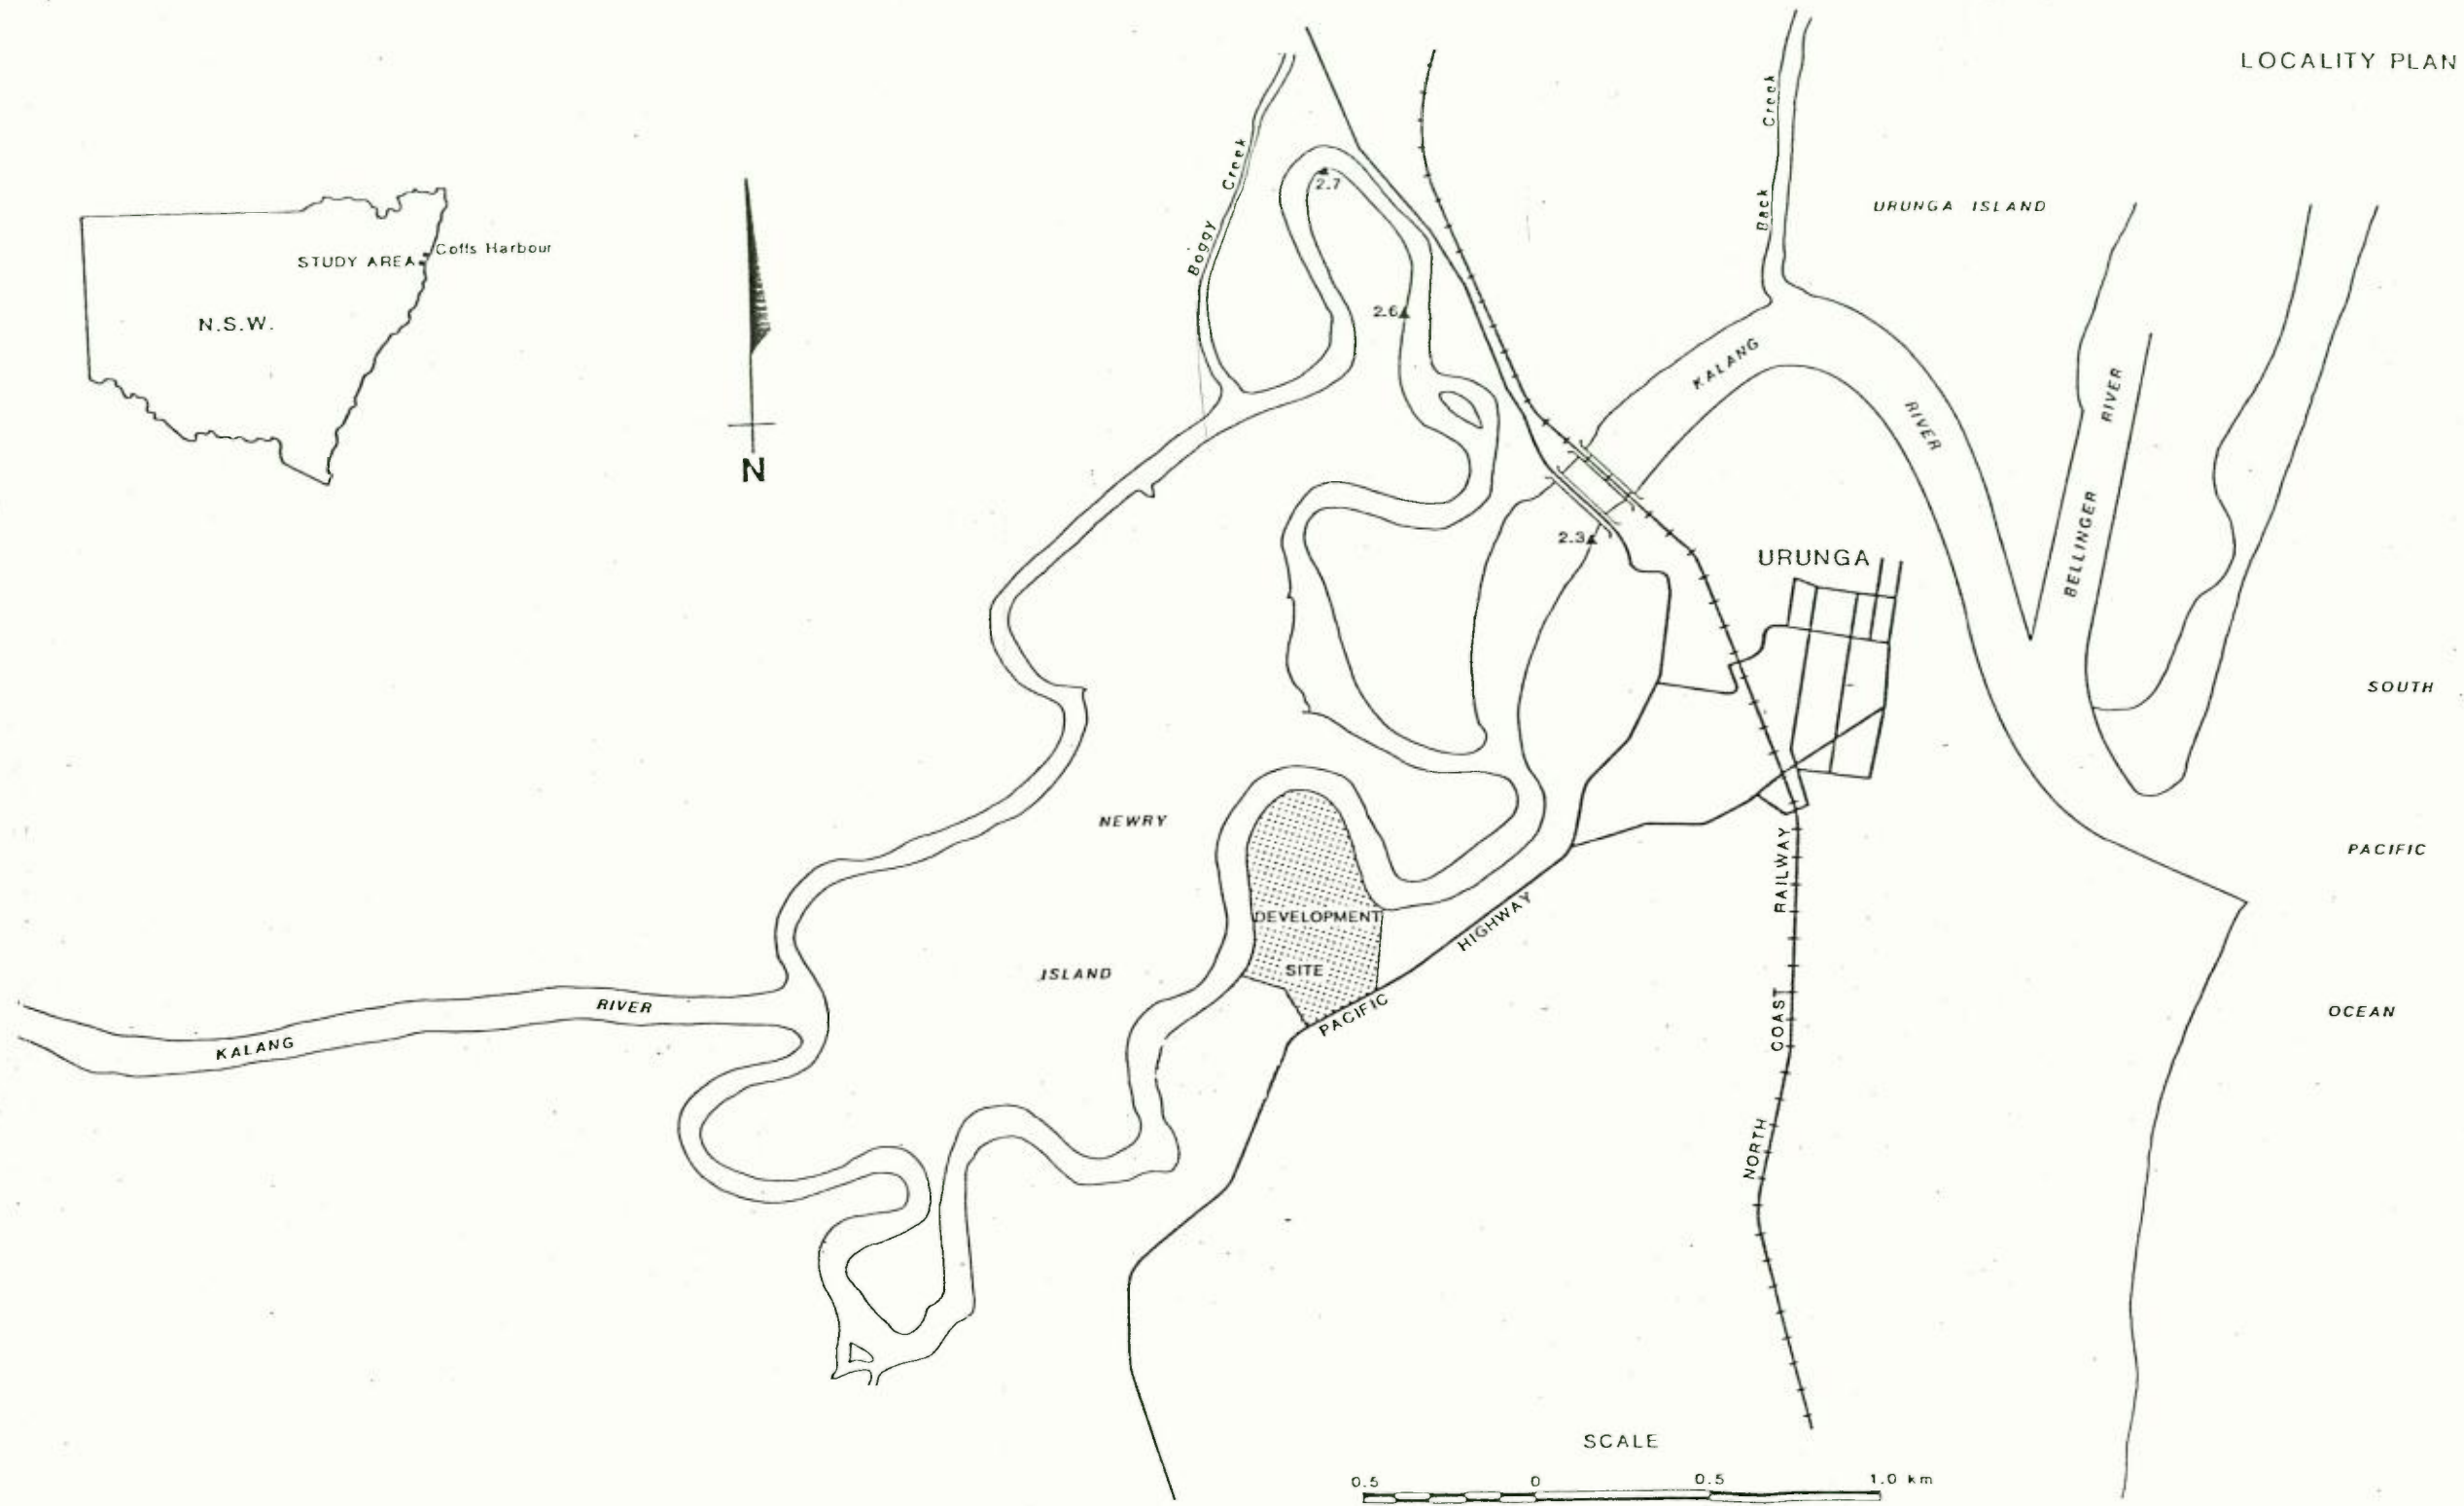 LOCALITY PLAN
Back Creek
Boggy Creek
2.7
URUNGA ISLAND
Coffs Harbour
STUDY AREA
N.S.W.
2.6
KALANG
RIVER
BELLINGER RIVER
N
2.3
URUNGA
SOUTH
NEWRY
PACIFIC
DEVELOPMENT
HIGHWAY
ISLAND
SITE
PACIFIC
RIVER
KALANG
OCEAN
NORTH COAST RAILWAY
SCALE
0.5 0 0.5 1.0 km